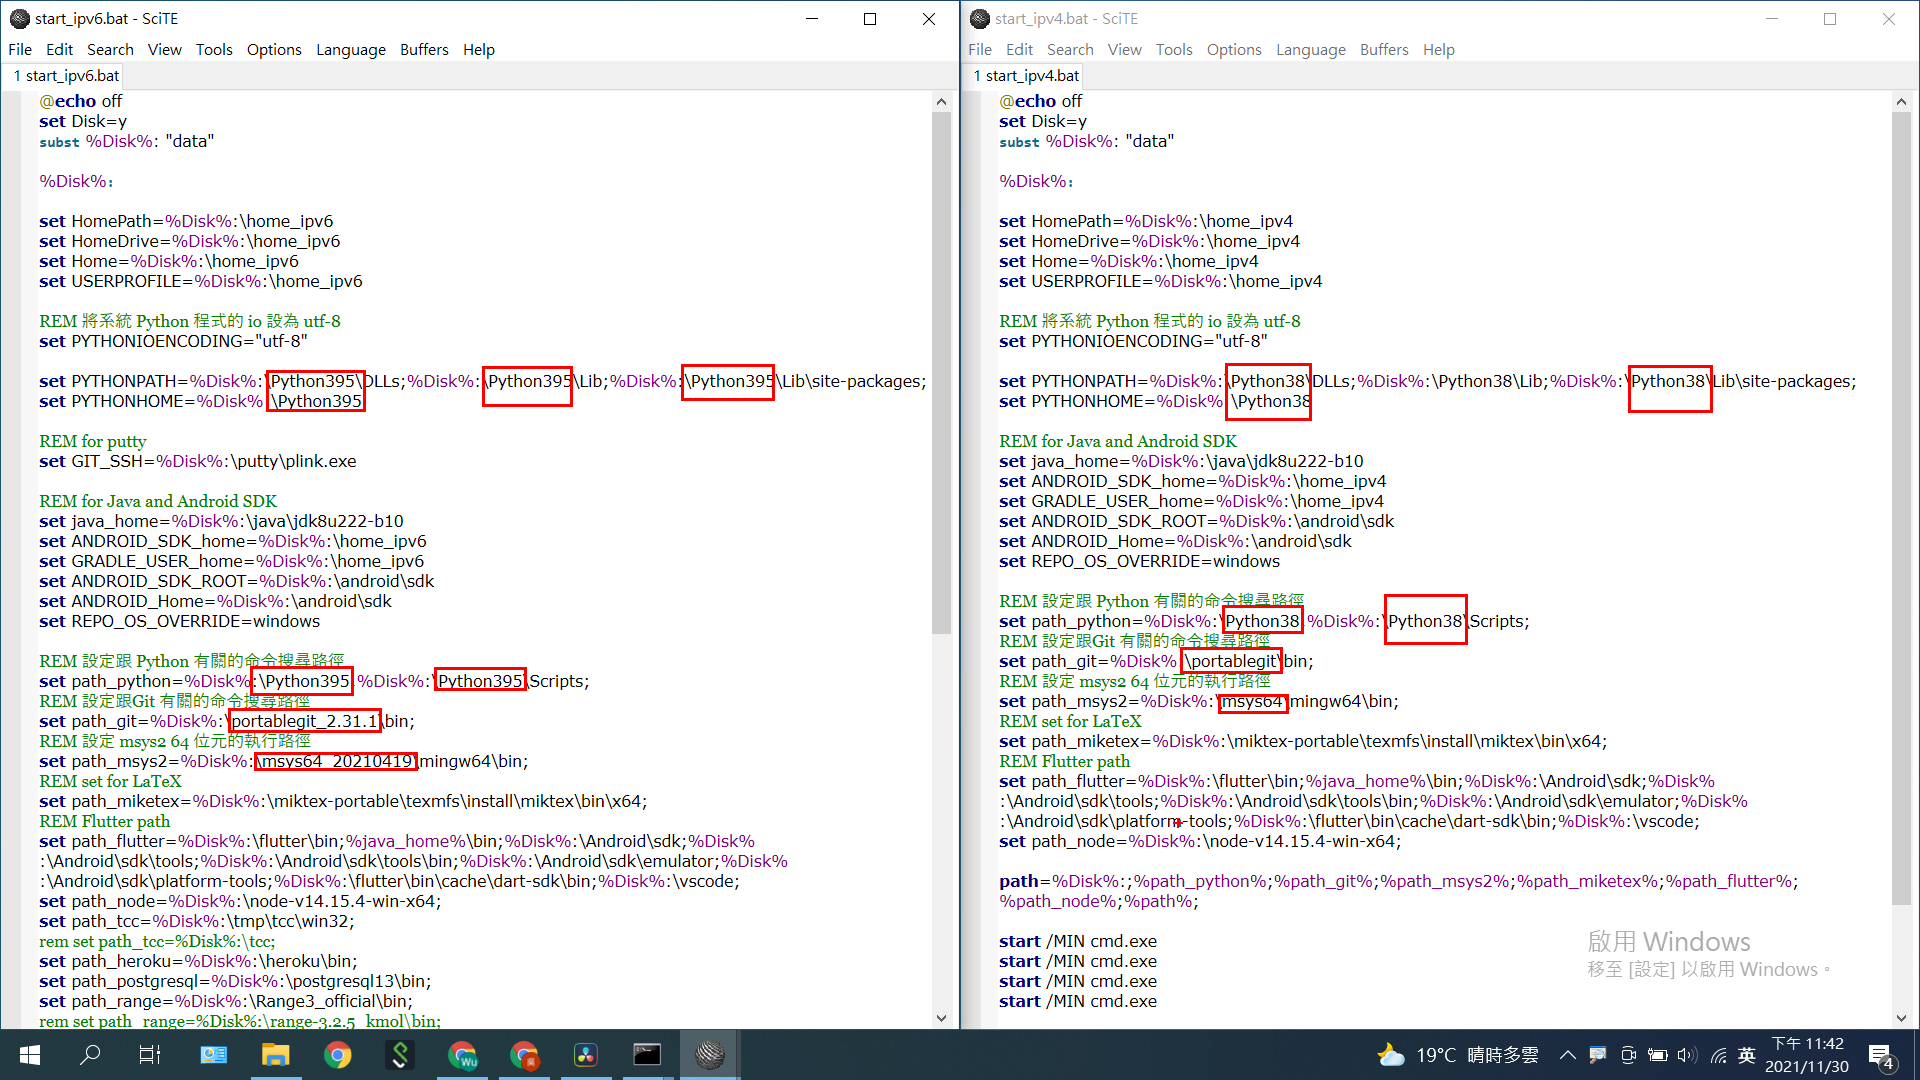 start_ipv6.bat - SciTE
File Edit Search View Tools Options Language Buffers Help
1 start_ipv6.bat
@echo off
set Disk=y
subst %Disk%: "data"
%Disk%:
set HomePath=%Disk%:\home_ipv6
set HomeDrive=%Disk%:\home_ipv6
set Home=%Disk%:\home_ipv6
set USERPROFILE=%Disk%:\home_ipv6
REM 將系統 Python 程式的 io 設為 utf-8
set PYTHONIOENCODING="utf-8"
set PYTHONPATH=%Disk%:\Python395\DLLs;%Disk%:\Python395\Lib;%Disk%:\Python395\Lib\site-packages;
set PYTHONHOME=%Disk%:\Python395
REM for putty
set GIT_SSH=%Disk%:\putty\plink.exe
REM for Java and Android SDK
set java_home=%Disk%:\java\jdk8u222-b10
set ANDROID_SDK_home=%Disk%:\home_ipv6
set GRADLE_USER_home=%Disk%:\home_ipv6
set ANDROID_SDK_ROOT=%Disk%:\android\sdk
set ANDROID_Home=%Disk%:\android\sdk
set REPO_OS_OVERRIDE=windows
REM 設定跟 Python 有關的命令搜尋路徑
set path_python=%Disk%:\Python395;%Disk%:\Python395\Scripts;
REM 設定跟Git 有關的命令搜尋路徑
set path_git=%Disk%:\portablegit_2.31.1\bin;
REM 設定 msys2 64 位元的執行路徑
set path_msys2=%Disk%:\msys64_20210419\mingw64\bin;
REM set for LaTeX
set path_miketex=%Disk%:\miktex-portable\texmfs\install\miktex\bin\x64;
REM Flutter path
set path_flutter=%Disk%:\flutter\bin;%java_home%\bin;%Disk%:\Android\sdk;%Disk%
:\Android\sdk\tools;%Disk%:\Android\sdk\tools\bin;%Disk%:\Android\sdk\emulator;%Disk%
:\Android\sdk\platform-tools;%Disk%:\flutter\bin\cache\dart-sdk\bin;%Disk%:\vscode;
set path_node=%Disk%:\node-v14.15.4-win-x64;
set path_tcc=%Disk%:\tmp\tcc\win32;
rem set path_tcc=%Disk%:\tcc;
set path_heroku=%Disk%:\heroku\bin;
set path_postgresql=%Disk%:\postgresql13\bin;
set path_range=%Disk%:\Range3_official\bin;
rem set path_range=%Disk%:\range-3.2.5_kmol\bin;
start_ipv4.bat - SciTE
File Edit Search View Tools Options Language Buffers Help
1 start_ipv4.bat
@echo off
set Disk=y
subst %Disk%: "data"
%Disk%:
set HomePath=%Disk%:\home_ipv4
set HomeDrive=%Disk%:\home_ipv4
set Home=%Disk%:\home_ipv4
set USERPROFILE=%Disk%:\home_ipv4
REM 將系統 Python 程式的 io 設為 utf-8
set PYTHONIOENCODING="utf-8"
set PYTHONPATH=%Disk%:\Python38\DLLs;%Disk%:\Python38\Lib;%Disk%:\Python38\Lib\site-packages;
set PYTHONHOME=%Disk%:\Python38
REM for Java and Android SDK
set java_home=%Disk%:\java\jdk8u222-b10
set ANDROID_SDK_home=%Disk%:\home_ipv4
set GRADLE_USER_home=%Disk%:\home_ipv4
set ANDROID_SDK_ROOT=%Disk%:\android\sdk
set ANDROID_Home=%Disk%:\android\sdk
set REPO_OS_OVERRIDE=windows
REM 設定跟 Python 有關的命令搜尋路徑
set path_python=%Disk%:\Python38;%Disk%:\Python38\Scripts;
REM 設定跟Git 有關的命令搜尋路徑
set path_git=%Disk%:\portablegit\bin;
REM 設定 msys2 64 位元的執行路徑
set path_msys2=%Disk%:\msys64\mingw64\bin;
REM set for LaTeX
set path_miketex=%Disk%:\miktex-portable\texmfs\install\miktex\bin\x64;
REM Flutter path
set path_flutter=%Disk%:\flutter\bin;%java_home%\bin;%Disk%:\Android\sdk;%Disk%
:\Android\sdk\tools;%Disk%:\Android\sdk\tools\bin;%Disk%:\Android\sdk\emulator;%Disk%
:\Android\sdk\platform-tools;%Disk%:\flutter\bin\cache\dart-sdk\bin;%Disk%:\vscode;
set path_node=%Disk%:\node-v14.15.4-win-x64;
path=%Disk%:;%path_python%;%path_git%;%path_msys2%;%path_miketex%;%path_flutter%;
%path_node%;%path%;
start /MIN cmd.exe
start /MIN cmd.exe
start /MIN cmd.exe
start /MIN cmd.exe
啟用 Windows
移至 [設定] 以啟用 Windows。
Wu
19°C 晴時多雲
英
下午 11:42
2021/11/30
4